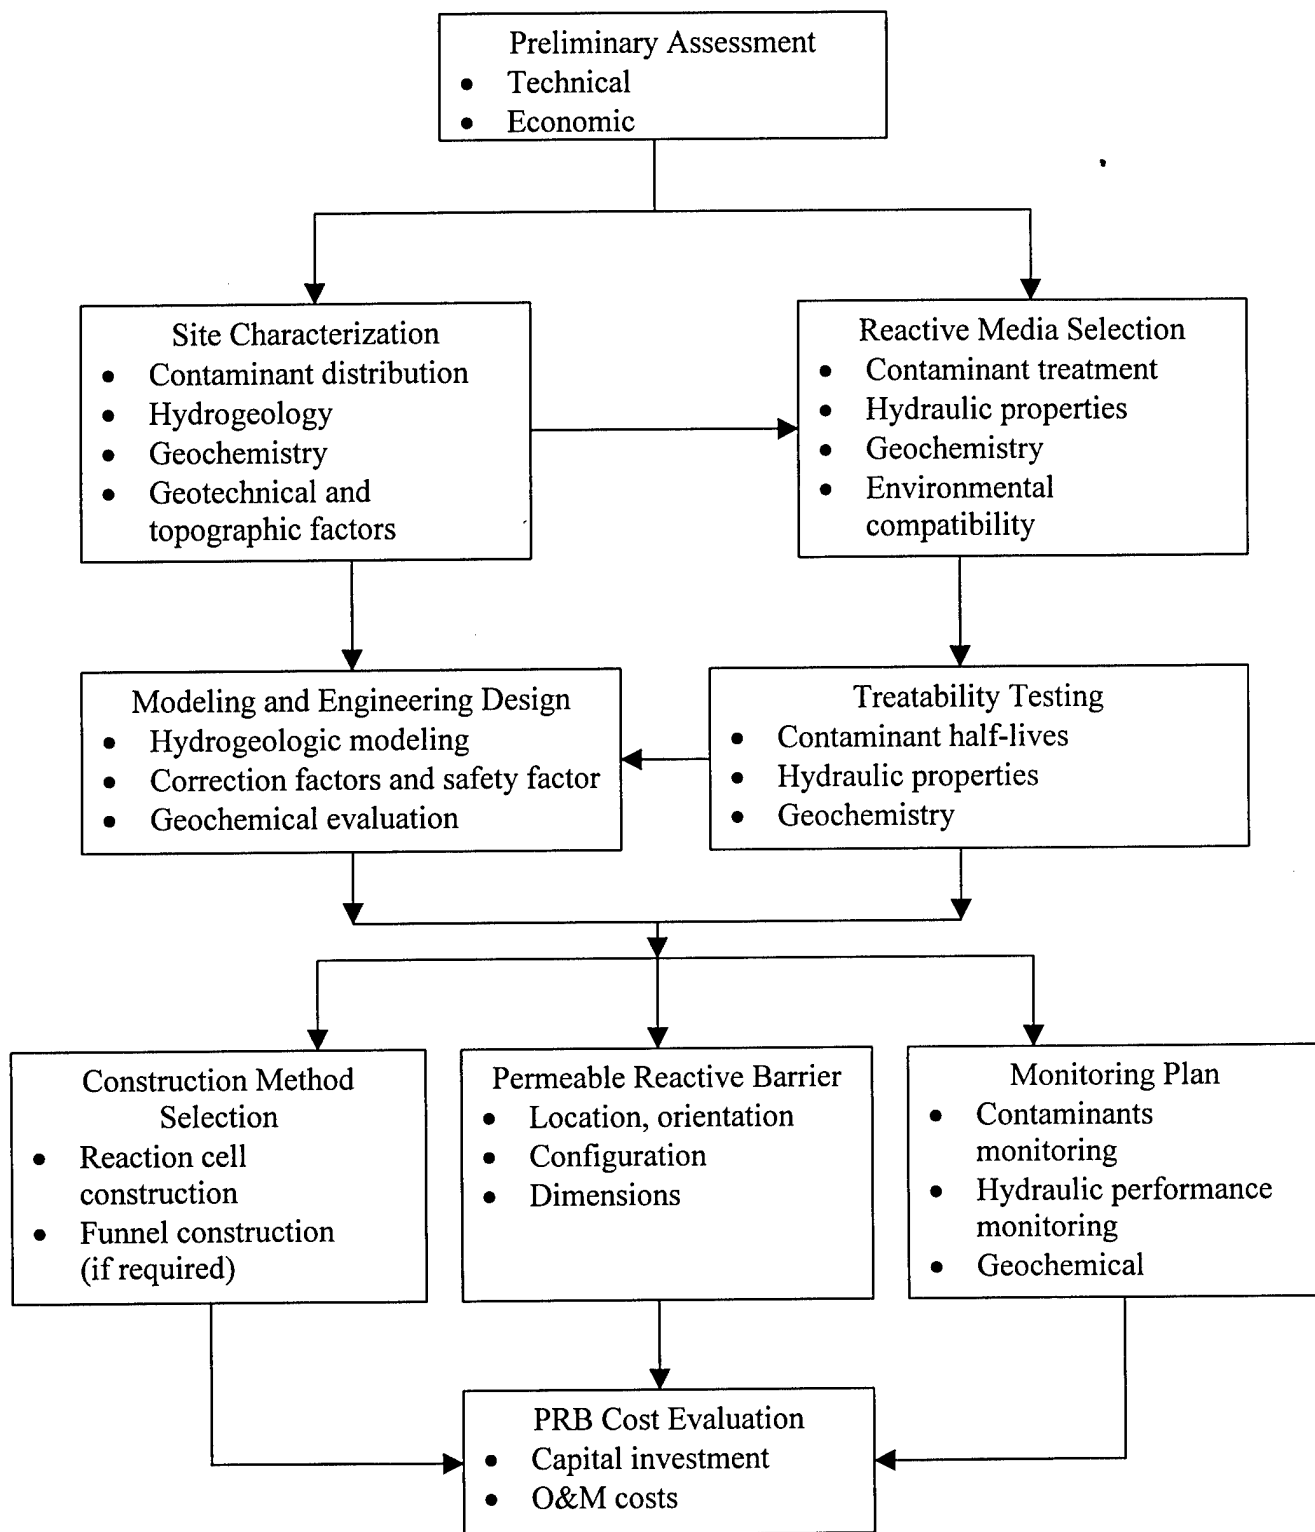 Preliminary Assessment
• Technical
• Economic
Site Characterization
• Contaminant distribution
• Hydrogeology
• Geochemistry
• Geotechnical and
topographic factors
Reactive Media Selection
• Contaminant treatment
• Hydraulic properties
• Geochemistry
• Environmental
compatibility
Modeling and Engineering Design
• Hydrogeologic modeling
• Correction factors and safety factor
• Geochemical evaluation
Treatability Testing
• Contaminant half-lives
• Hydraulic properties
• Geochemistry
Construction Method
Selection
• Reaction cell
construction
• Funnel construction
(if required)
Permeable Reactive Barrier
• Location, orientation
• Configuration
• Dimensions
Monitoring Plan
• Contaminants
monitoring
• Hydraulic performance
monitoring
• Geochemical
PRB Cost Evaluation
• Capital investment
• O&M costs